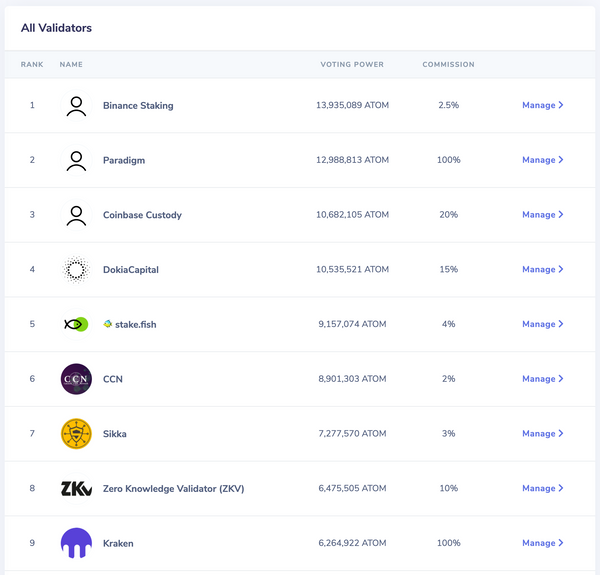 All Validators
RANK NAME VOTING POWER COMMISSION
1 Binance Staking 13,935,089 ATOM 2.5% Manage
2 Paradigm 12,988,813 ATOM 100% Manage
3 Coinbase Custody 10,682,105 ATOM 20% Manage
4 DokiaCapital 10,535,521 ATOM 15% Manage
5 stake.fish 9,157,074 ATOM 4% Manage
6 CCN CCN 8,901,303 ATOM 2% Manage
7 Sikka 7,277,570 ATOM 3% Manage
8 ZKV Zero Knowledge Validator (ZKV) 6,475,505 ATOM 10% Manage
9 Kraken 6,264,922 ATOM 100% Manage